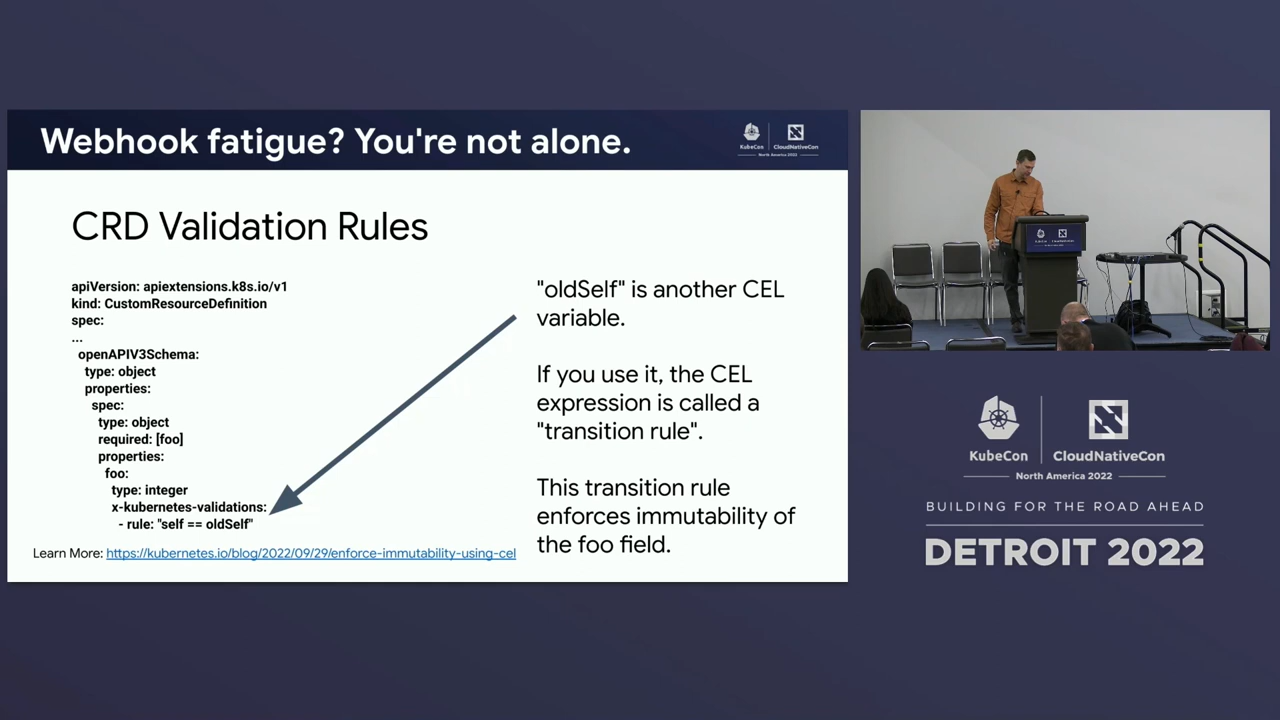 Webhook fatigue? You're not alone.
KubeCon
CloudNativeCon
North America 2022
CRD Validation Rules
apiVersion: apiextensions.k8s.io/v1
kind: CustomResourceDefinition
spec:
...
openAPIV3Schema:
type: object
properties:
spec:
type: object
required: [foo]
properties:
foo:
type: integer
x-kubernetes-validations:
- rule: "self == oldSelf"
Learn More: https://kubernetes.io/blog/2022/09/29/enforce-immutability-using-cel
"oldSelf" is another CEL
variable.
If you use it, the CEL
expression is called a
"transition rule".
This transition rule
enforces immutability of
the foo field.
KubeCon
CloudNativeCon
North America 2022
BUILDING FOR THE ROAD AHEAD
DETROIT 2022